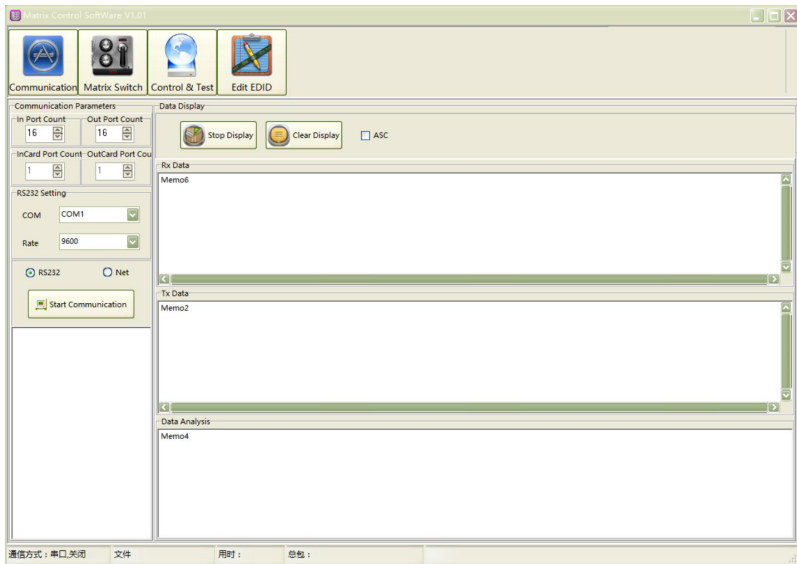 Matrix Control SoftWare V1.01
Communication Matrix Switch Control & Test Edit EDID
Communication Parameters
In Port Count Out Port Count
16 16
InCard Port Count OutCard Port Cou
1 1
RS232 Setting
COM COM1
Rate 9600
RS232 Net
Start Communication
Data Display
Stop Display Clear Display ASC
Rx Data
Memo6
Tx Data
Memo2
Data Analysis
Memo4
通信方式：串口,关闭 文件 用时： 总包：